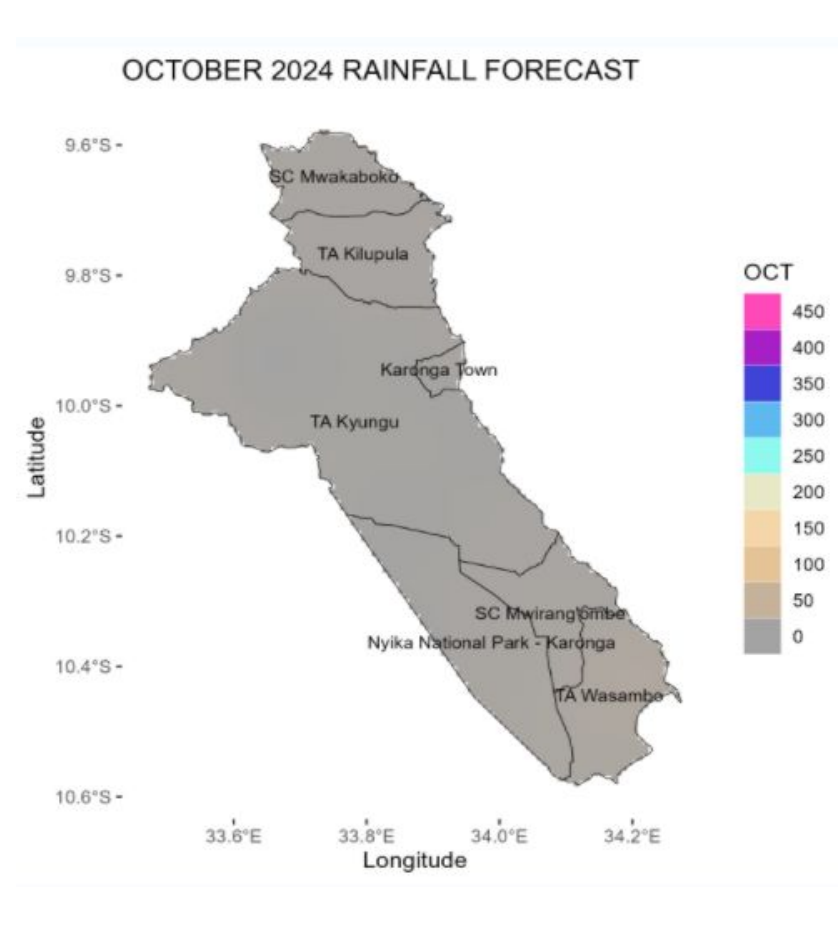 OCTOBER 2024 RAINFALL FORECAST
9.6°S
SC Mwakaboko
TA Kilupula
9.8°S
Karonga Town
10.0°S
TA Kyungu
10.2°S
SC Mwirang'ombe
Nyika National Park - Karonga
10.4°S
TA Wasambo
10.6°S
33.6°E 33.8°E 34.0°E 34.2°E
Longitude
Latitude
OCT
450
400
350
300
250
200
150
100
50
0